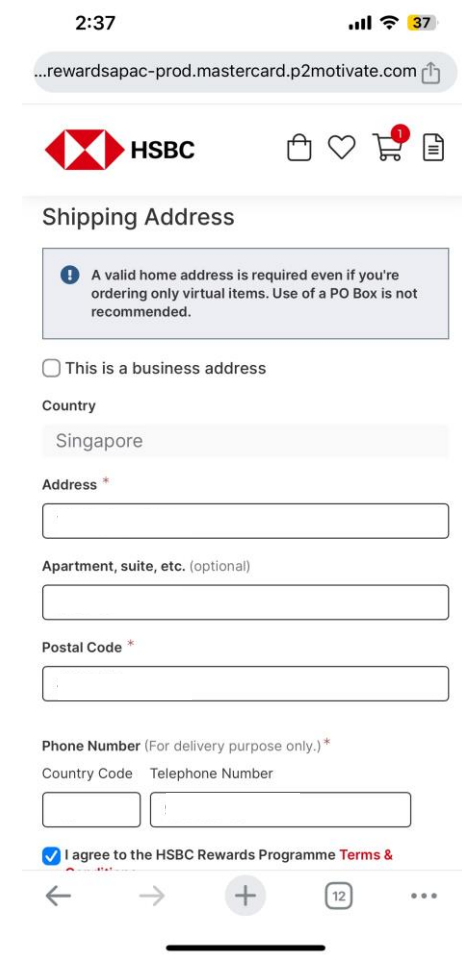 2:37
37
...rewardsapac-prod.mastercard.p2motivate.com
HSBC
1
Shipping Address
A valid home address is required even if you're
ordering only virtual items. Use of a PO Box is not
recommended.
This is a business address
Country
Singapore
Address *
Apartment, suite, etc. (optional)
Postal Code *
Phone Number (For delivery purpose only.)*
Country Code Telephone Number
I agree to the HSBC Rewards Programme Terms &
12